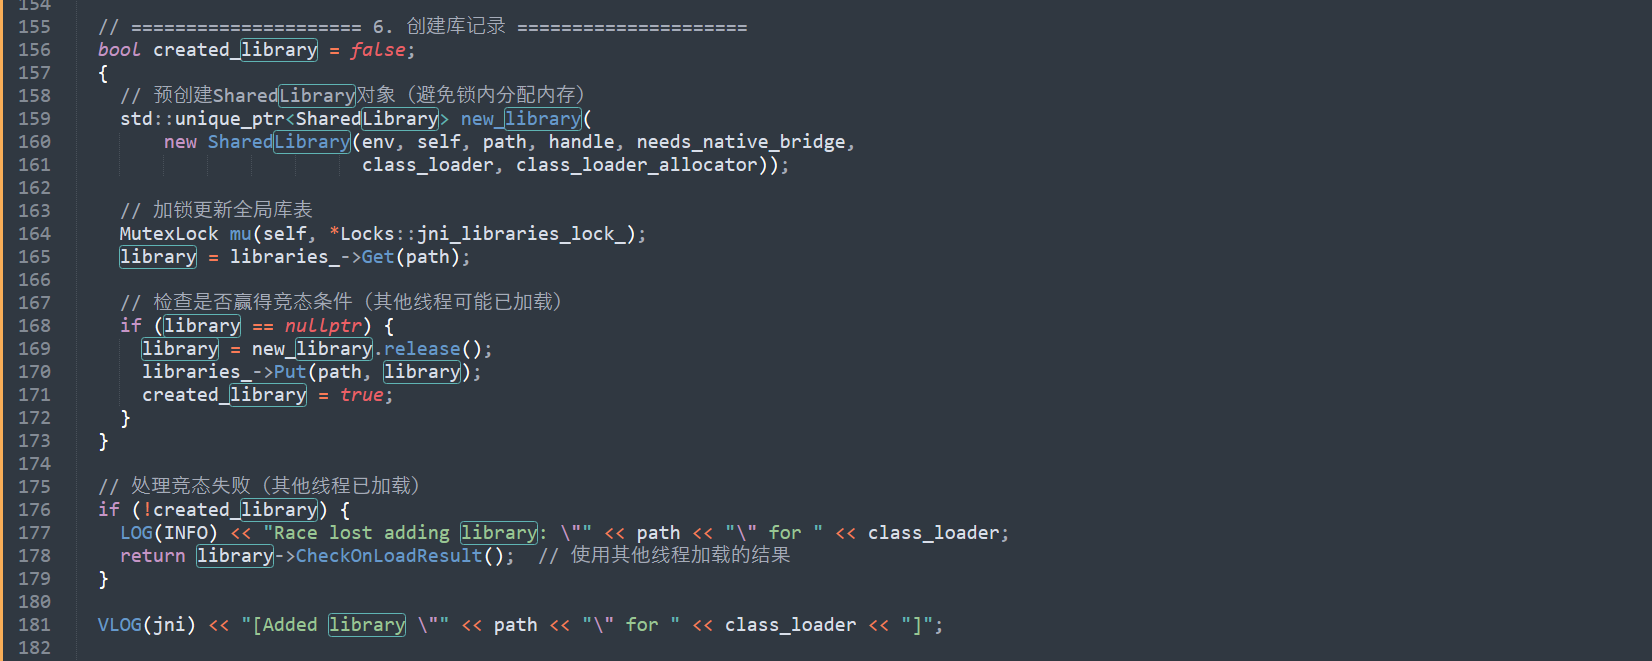 154
155 // ===================== 6. 创建库记录 =====================
156 bool created_library = false;
157 {
158 // 预创建SharedLibrary对象（避免锁内分配内存）
159 std::unique_ptr<SharedLibrary> new_library(
160 new SharedLibrary(env, self, path, handle, needs_native_bridge,
161 class_loader, class_loader_allocator));
162
163 // 加锁更新全局库表
164 MutexLock mu(self, *Locks::jni_libraries_lock_);
165 library = libraries_->Get(path);
166
167 // 检查是否赢得竞态条件（其他线程可能已加载）
168 if (library == nullptr) {
169 library = new_library.release();
170 libraries_->Put(path, library);
171 created_library = true;
172 }
173 }
174
175 // 处理竞态失败（其他线程已加载）
176 if (!created_library) {
177 LOG(INFO) << "Race lost adding library: \"" << path << "\" for " << class_loader;
178 return library->CheckOnLoadResult(); // 使用其他线程加载的结果
179 }
180
181 VLOG(jni) << "[Added library \"" << path << "\" for " << class_loader << "]";
182